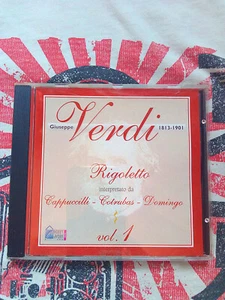 Giuseppe Verdi 1813-1901
Rigoletto
interpretato da
Cappuccilli - Cotrubas - Domingo
vol. 1